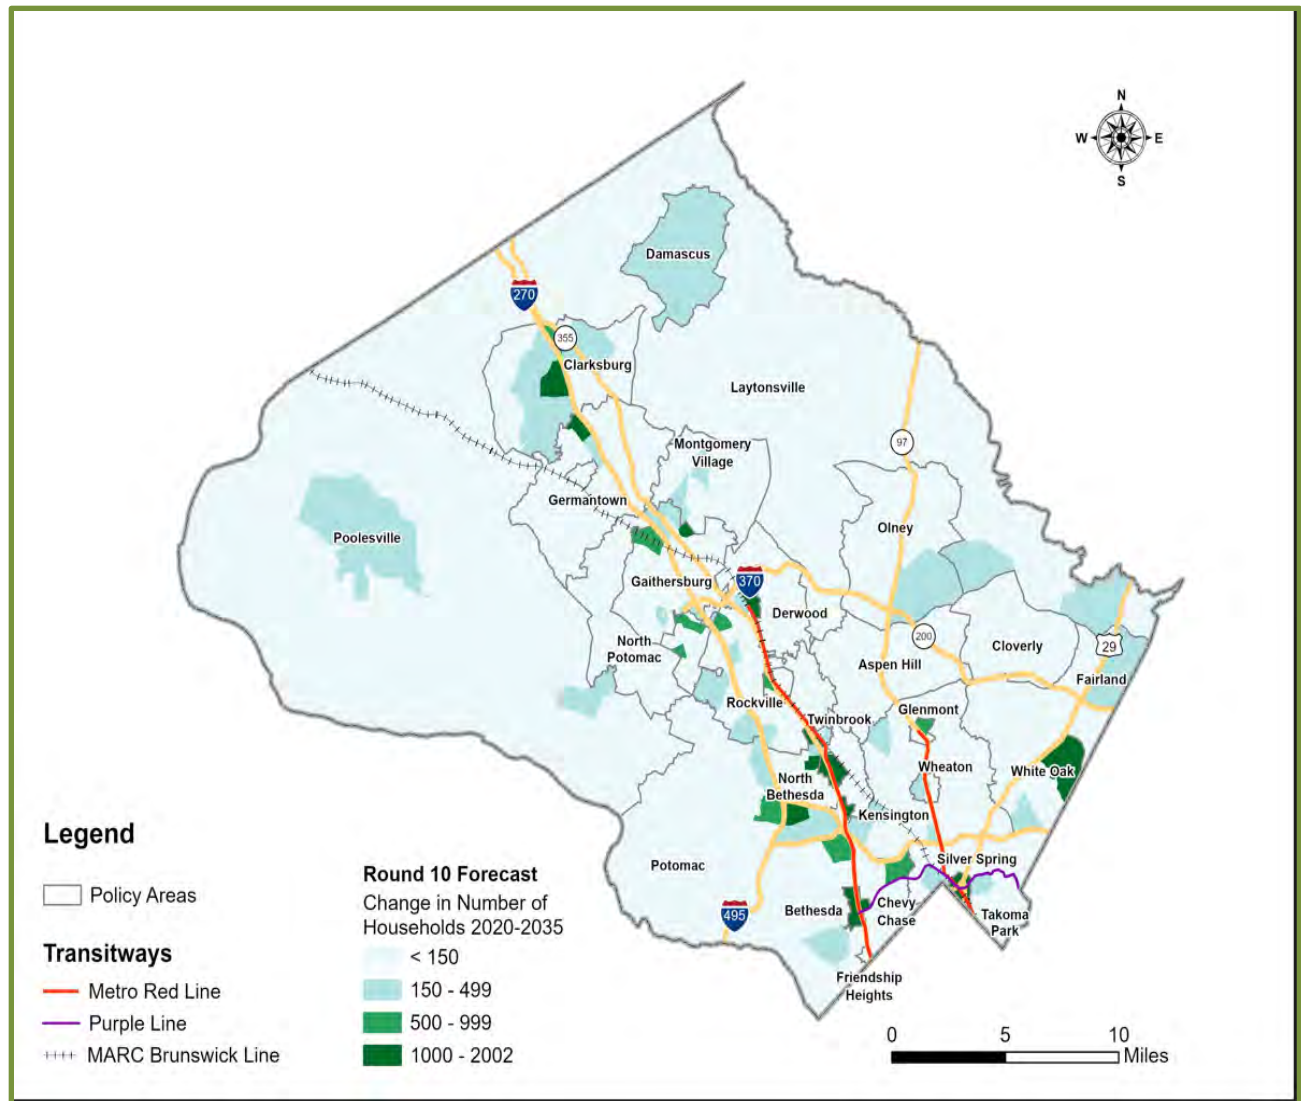 N
W
E
S
Damascus
270
355
Clarksburg
Laytonsville
97
Montgomery
Village
Germantown
Olney
Poolesville
Gaithersburg
370
Derwood
200
Cloverly
29
North
Potomac
Aspen Hill
Fairland
Rockville
Glenmont
Twinbrook
Wheaton
White Oak
North
Bethesda
Kensington
Silver Spring
Potomac
495
Bethesda
Chevy
Chase
Takoma
Park
Friendship
Heights
Legend
Policy Areas
Transitways
Metro Red Line
Purple Line
MARC Brunswick Line
Round 10 Forecast
Change in Number of
Households 2020-2035
< 150
150 - 499
500 - 999
1000 - 2002
0 5 10
Miles